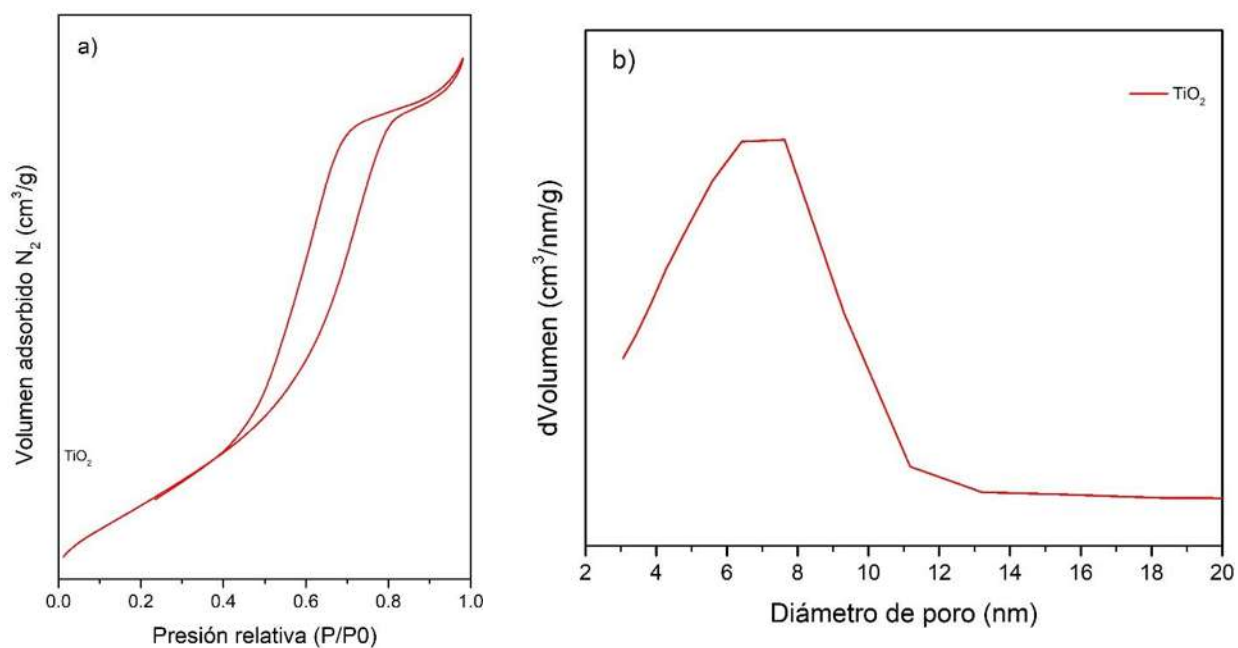 a)
Volumen adsorbido N₂ (cm³/g)
TiO₂
0.0 0.2 0.4 0.6 0.8 1.0
Presión relativa (P/P0)
b)
TiO₂
dVolumen (cm³/nm/g)
2 4 6 8 10 12 14 16 18 20
Diámetro de poro (nm)